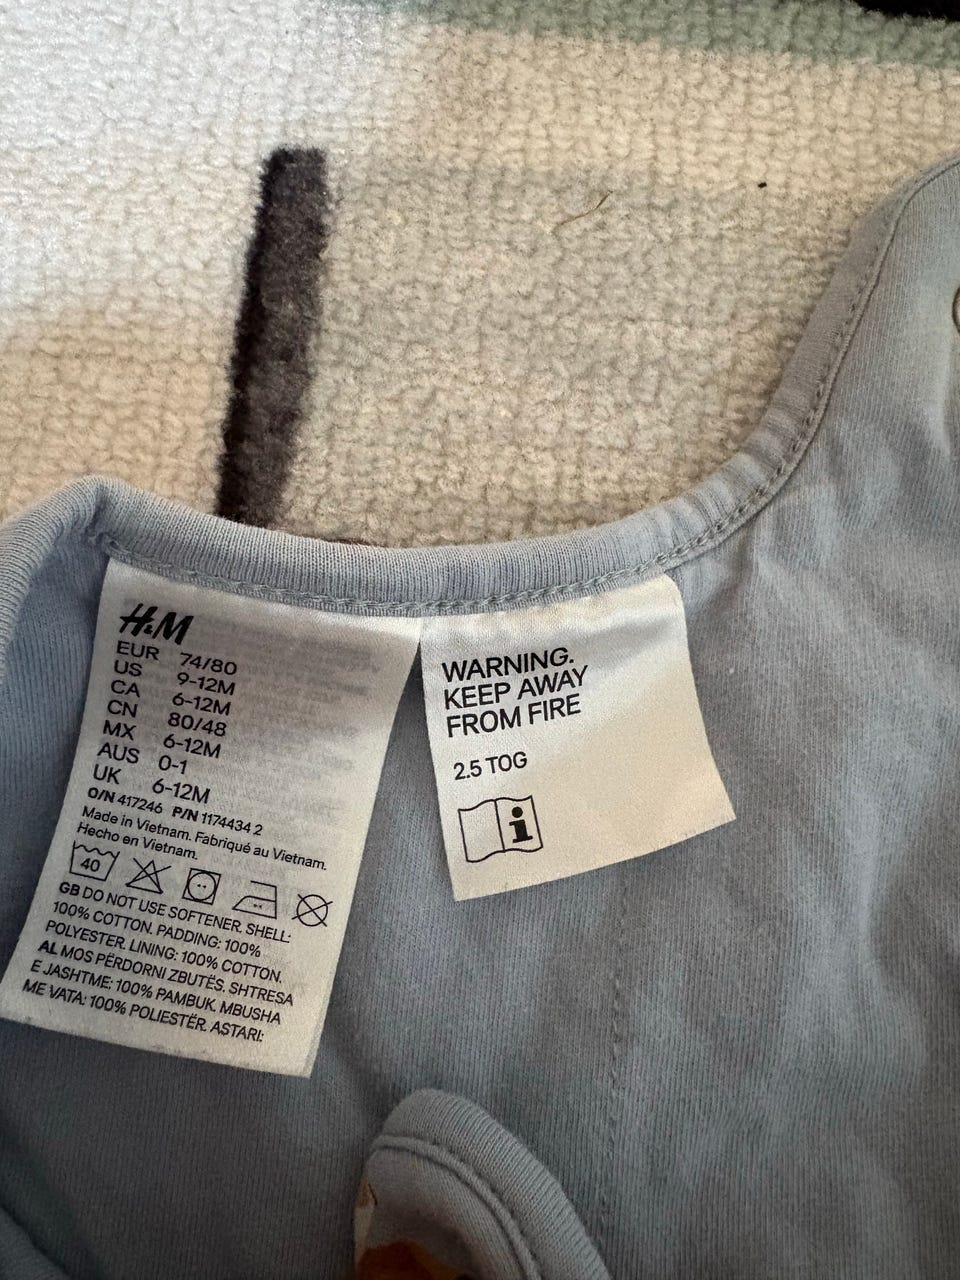 H&M
EUR 74/80
US 9-12M
CA 6-12M
CN 80/48
MX 6-12M
AUS 0-1
UK 6-12M
O/N 417246 P/N 1174434 2
Made in Vietnam. Fabriqué au Vietnam.
Hecho en Vietnam.
40
GB DO NOT USE SOFTENER. SHELL:
100% COTTON. PADDING: 100%
POLYESTER. LINING: 100% COTTON.
AL MOS PËRDORNI ZBUTËS. SHTRESA
E JASHTME: 100% PAMBUK. MBUSHA
ME VATA: 100% POLIESTËR. ASTARI:
WARNING.
KEEP AWAY
FROM FIRE
2.5 TOG
i